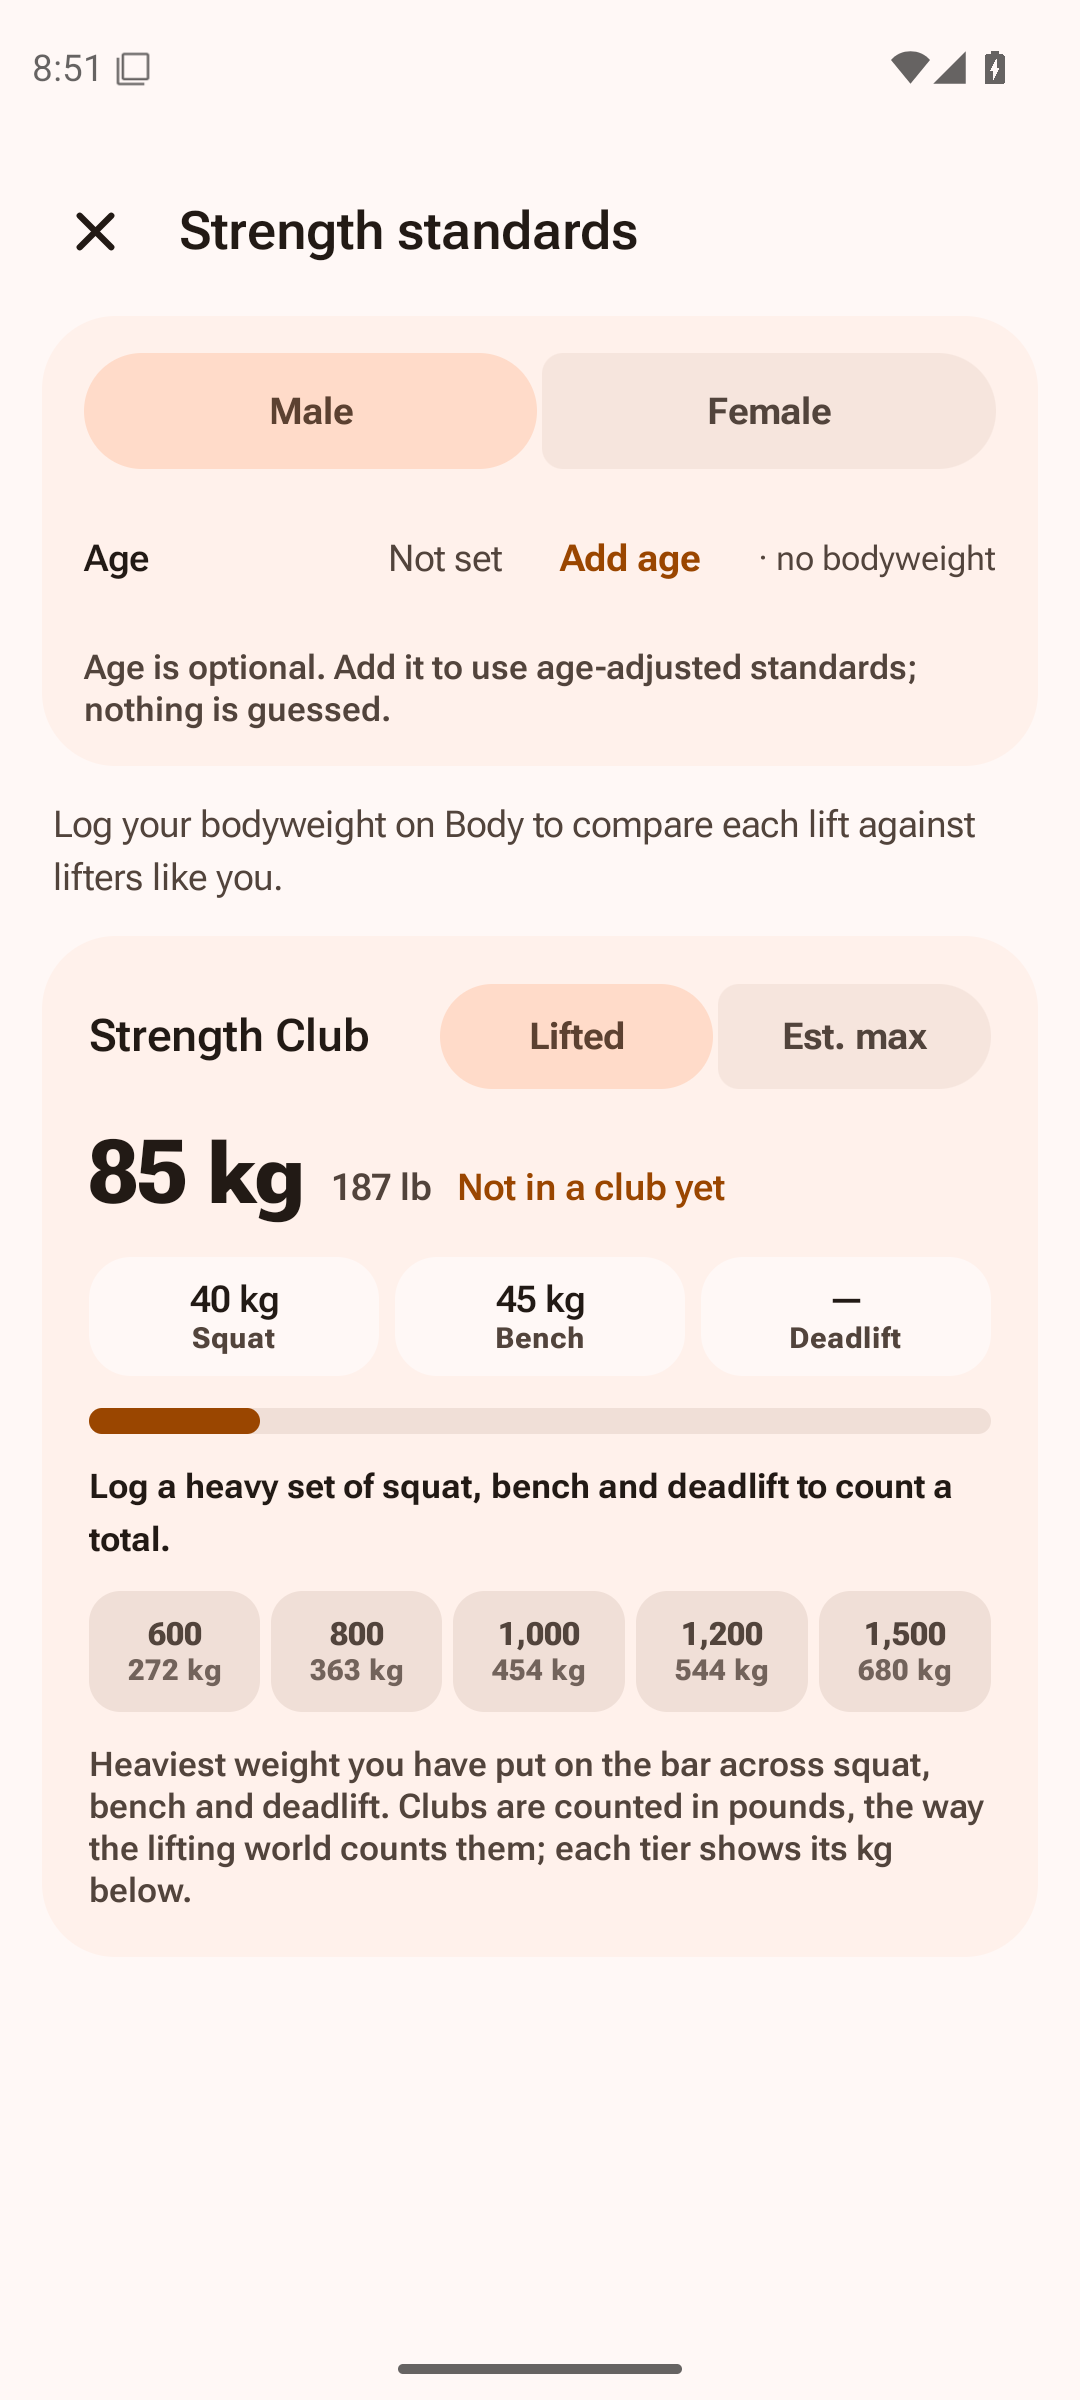 8:51
Strength standards
Male
Female
Age
Not set
Add age
· no bodyweight
Age is optional. Add it to use age-adjusted standards;
nothing is guessed.
Log your bodyweight on Body to compare each lift against
lifters like you.
Strength Club
Lifted
Est. max
85 kg 187 lb Not in a club yet
40 kg
Squat
45 kg
Bench
—
Deadlift
Log a heavy set of squat, bench and deadlift to count a
total.
600
272 kg
800
363 kg
1,000
454 kg
1,200
544 kg
1,500
680 kg
Heaviest weight you have put on the bar across squat,
bench and deadlift. Clubs are counted in pounds, the way
the lifting world counts them; each tier shows its kg
below.